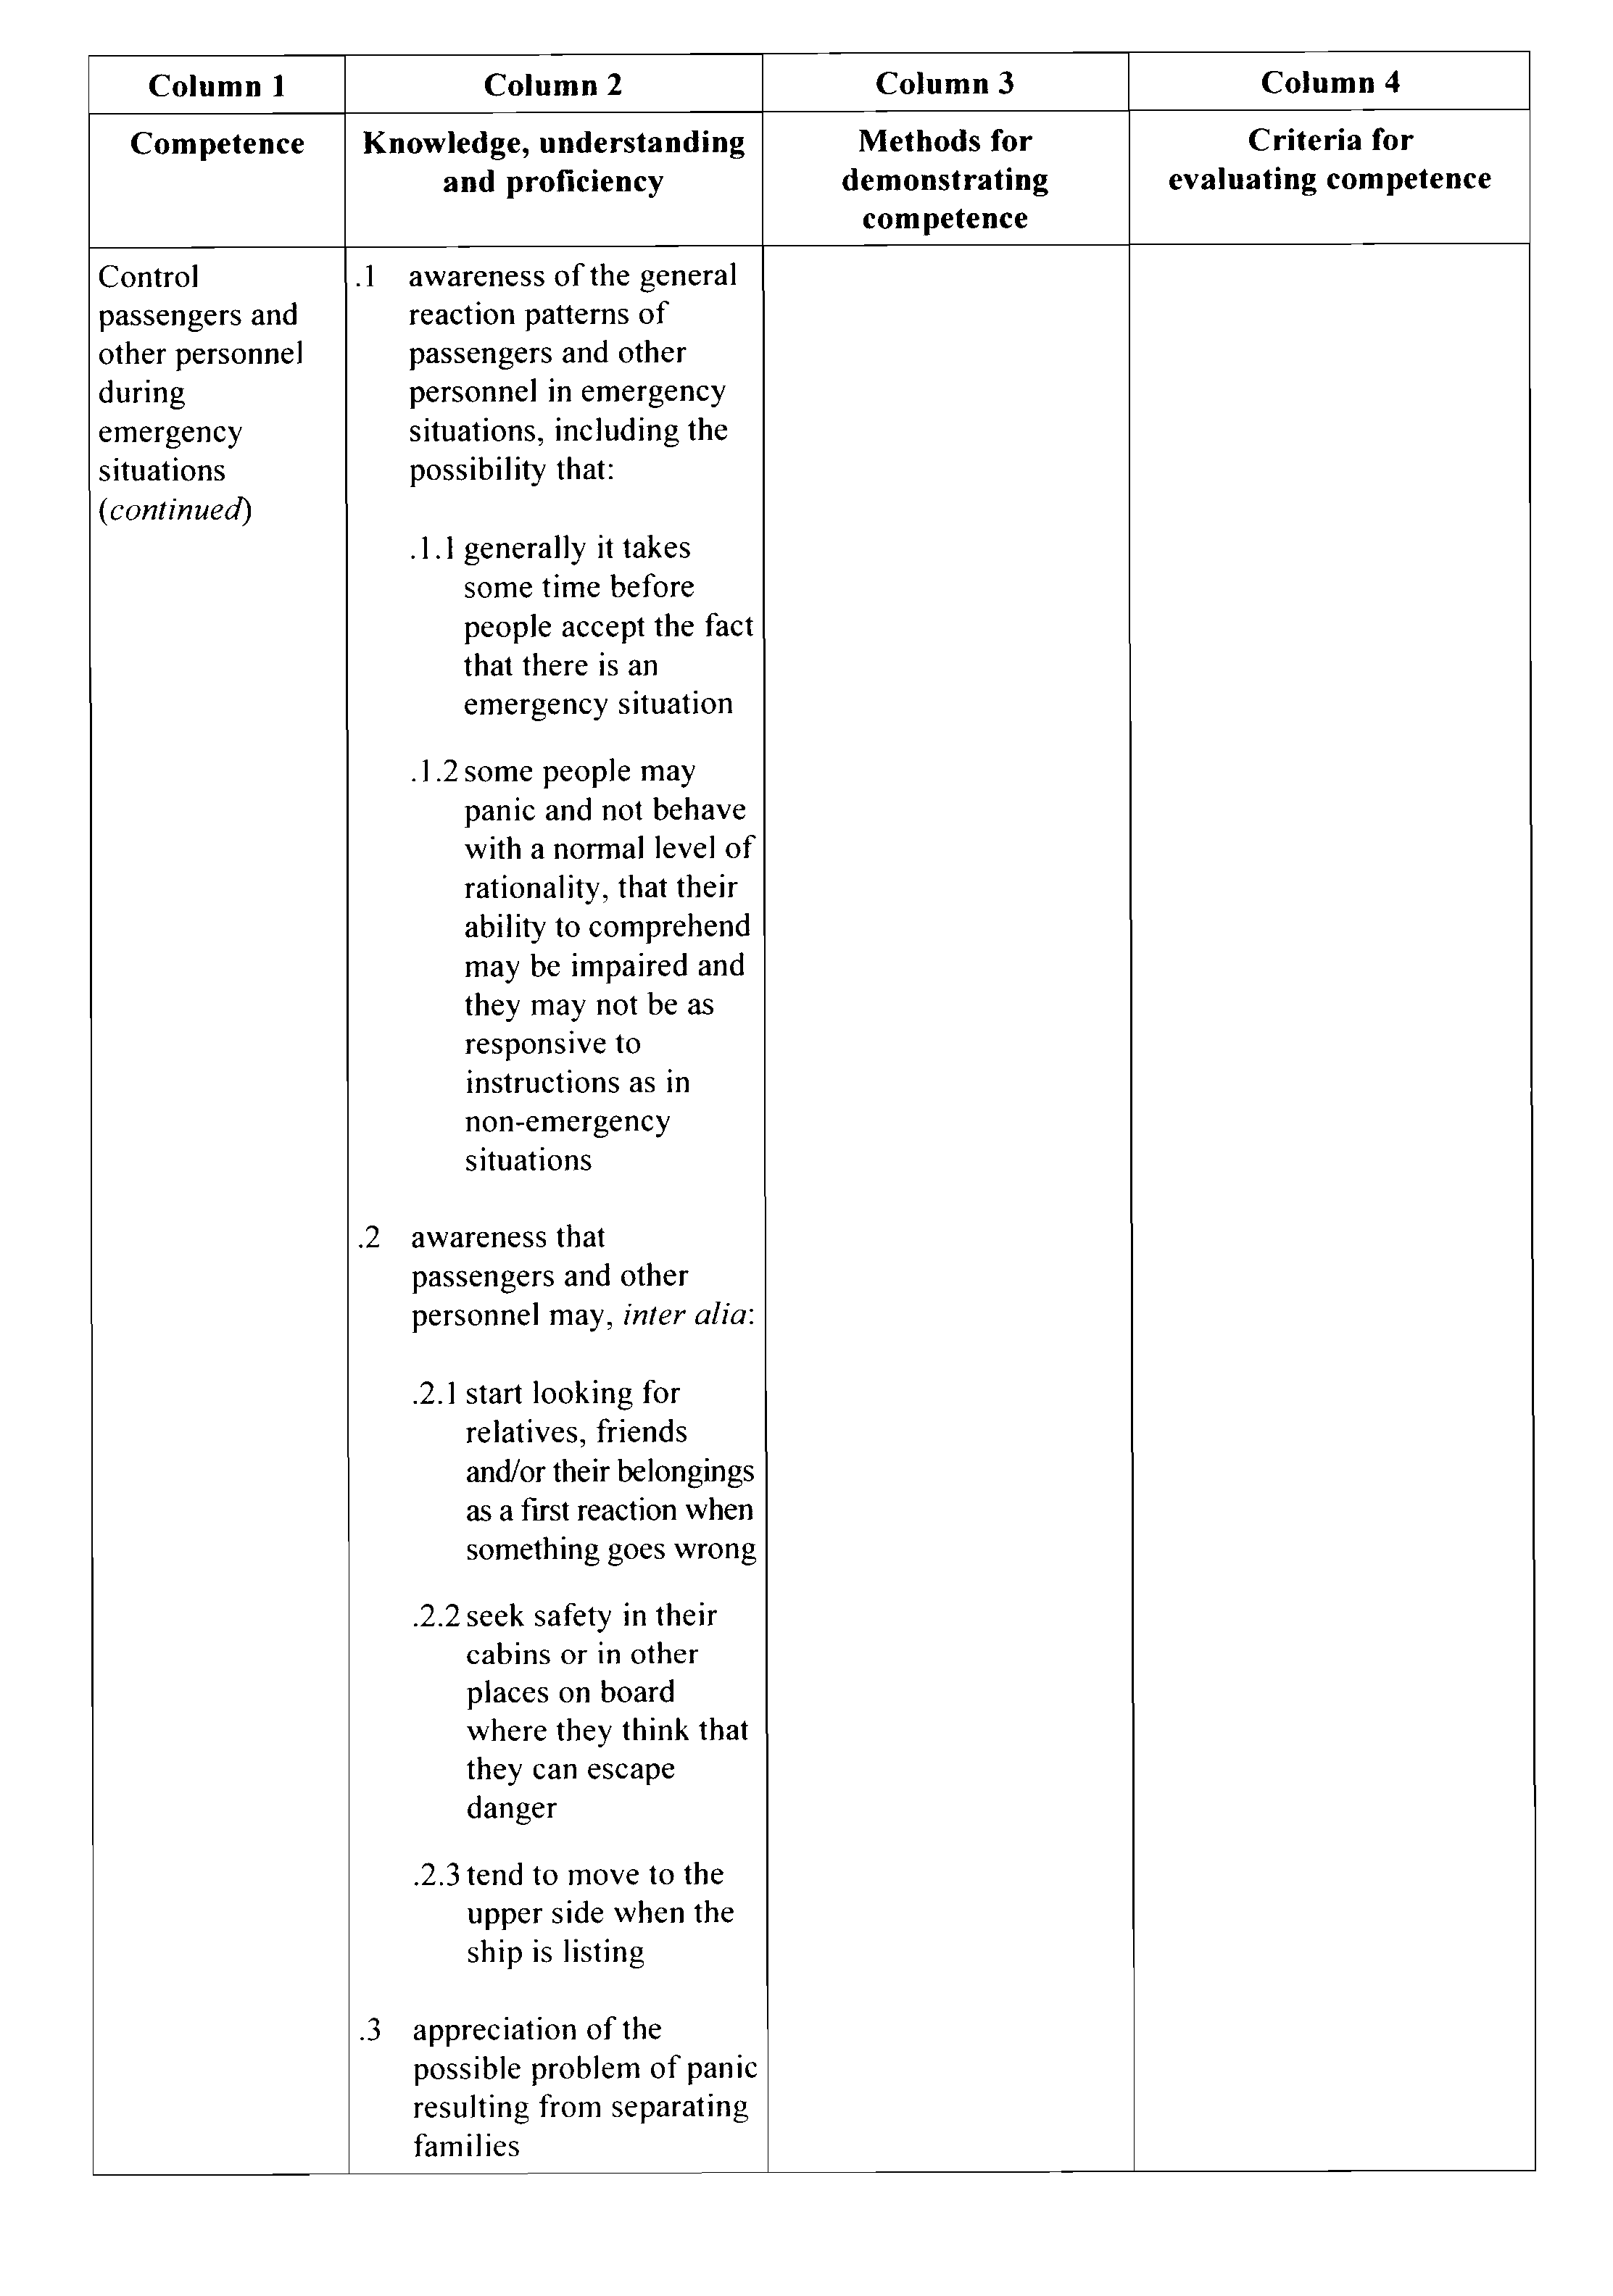 Column 1
Column 2
Column 3
Column 4
Competence
Knowledge, understanding
and proficiency
Methods for
demonstrating
competence
Criteria for
evaluating competence
Control
passengers and
other personnel
during
emergency
situations
(continued)
.1 awareness of the general
reaction patterns of
passengers and other
personnel in emergency
situations, including the
possibility that:
.1.1 generally it takes
some time before
people accept the fact
that there is an
emergency situation
.1.2 some people may
panic and not behave
with a normal level of
rationality, that their
ability to comprehend
may be impaired and
they may not be as
responsive to
instructions as in
non-emergency
situations
.2 awareness that
passengers and other
personnel may, inter alia:
.2.1 start looking for
relatives, friends
and/or their belongings
as a first reaction when
something goes wrong
.2.2 seek safety in their
cabins or in other
places on board
where they think that
they can escape
danger
.2.3 tend to move to the
upper side when the
ship is listing
.3 appreciation of the
possible problem of panic
resulting from separating
families